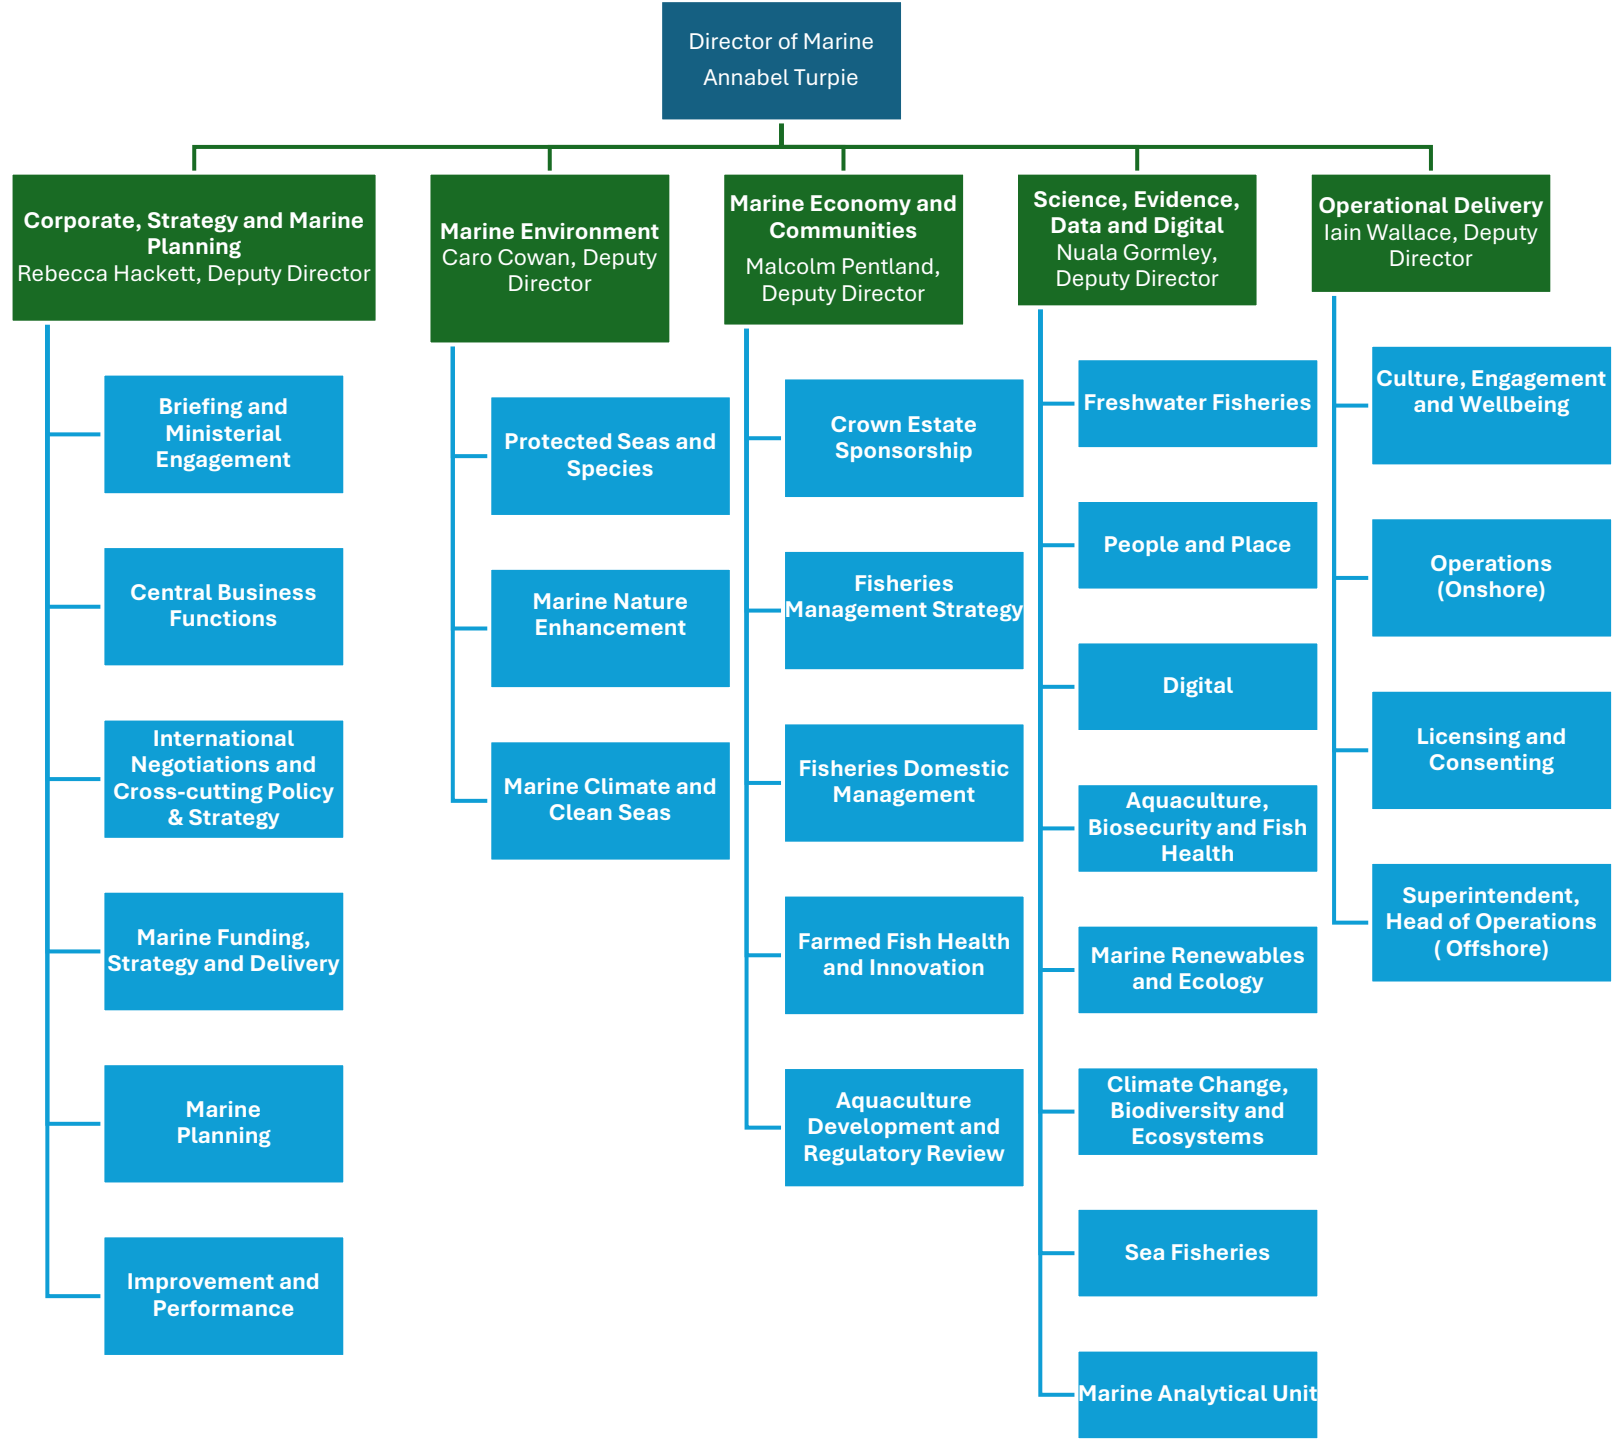 Director of Marine
Annabel Turpie
Corporate, Strategy and Marine
Planning
Rebecca Hackett, Deputy Director
Briefing and
Ministerial
Engagement
Central Business
Functions
International
Negotiations and
Cross-cutting Policy
& Strategy
Marine Funding,
Strategy and Delivery
Marine
Planning
Improvement and
Performance
Marine Environment
Caro Cowan, Deputy
Director
Protected Seas and
Species
Marine Nature
Enhancement
Marine Climate and
Clean Seas
Marine Economy and
Communities
Malcolm Pentland,
Deputy Director
Crown Estate
Sponsorship
Fisheries
Management Strategy
Fisheries Domestic
Management
Farmed Fish Health
and Innovation
Aquaculture
Development and
Regulatory Review
Science, Evidence,
Data and Digital
Nuala Gormley,
Deputy Director
Freshwater Fisheries
People and Place
Digital
Aquaculture,
Biosecurity and Fish
Health
Marine Renewables
and Ecology
Climate Change,
Biodiversity and
Ecosystems
Sea Fisheries
Marine Analytical Unit
Operational Delivery
Iain Wallace, Deputy
Director
Culture, Engagement
and Wellbeing
Operations
(Onshore)
Licensing and
Consenting
Superintendent,
Head of Operations
( Offshore)